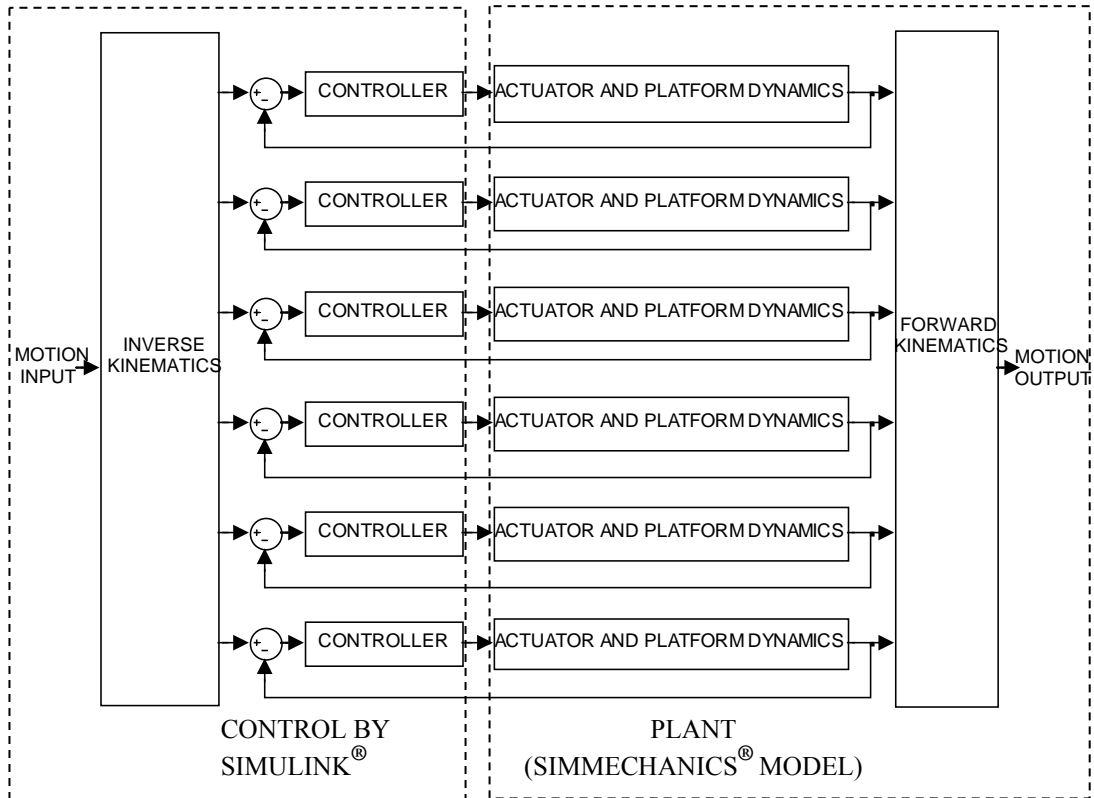 CONTROLLER
ACTUATOR AND PLATFORM DYNAMICS
CONTROLLER
ACTUATOR AND PLATFORM DYNAMICS
CONTROLLER
ACTUATOR AND PLATFORM DYNAMICS
MOTION
INPUT
INVERSE
KINEMATICS
FORWARD
KINEMATICS
MOTION
OUTPUT
CONTROLLER
ACTUATOR AND PLATFORM DYNAMICS
CONTROLLER
ACTUATOR AND PLATFORM DYNAMICS
CONTROLLER
ACTUATOR AND PLATFORM DYNAMICS
CONTROL BY
SIMULINK®
PLANT
(SIMMECHANICS® MODEL)